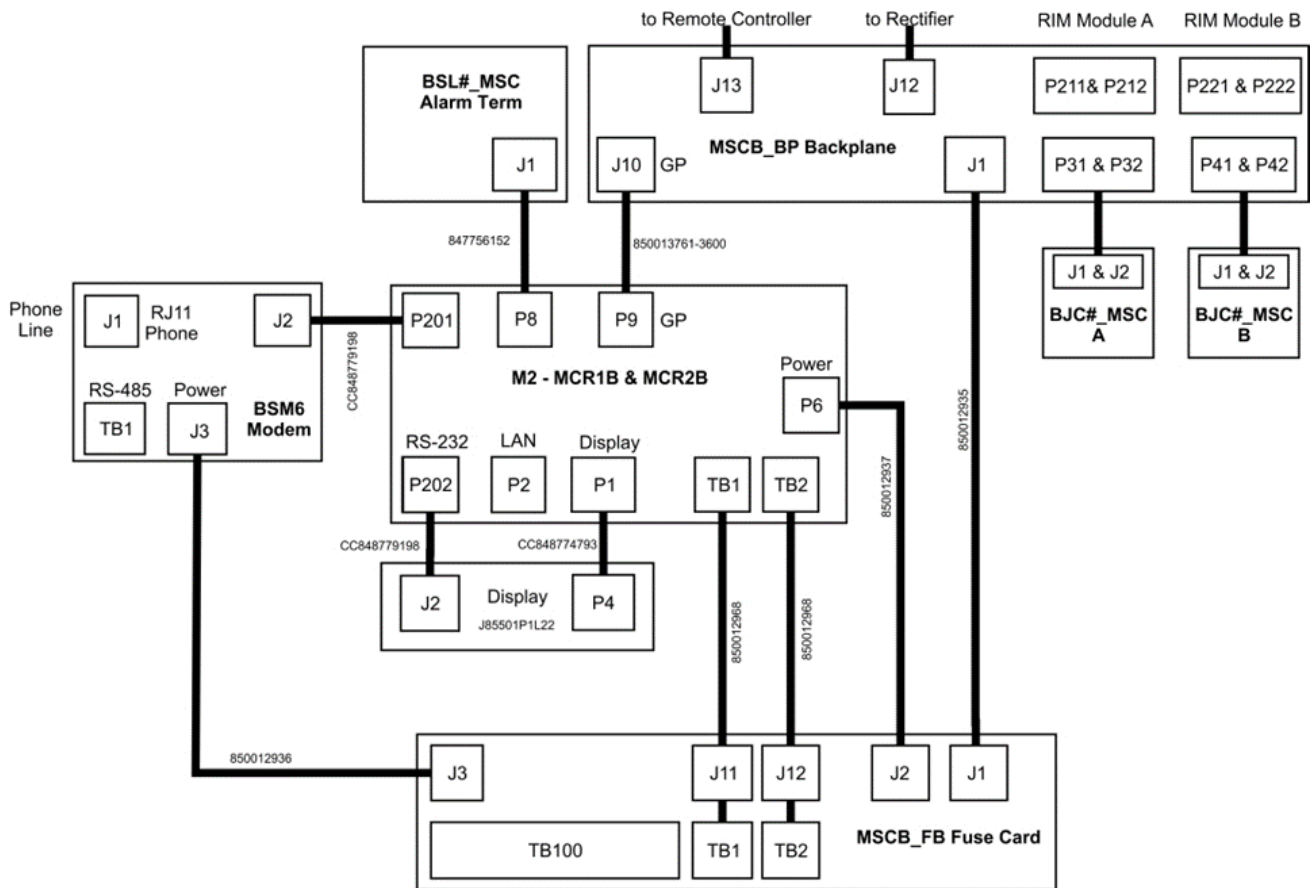 to Remote Controller
to Rectifier
RIM Module A
RIM Module B
BSL#_MSC
Alarm Term
J13
J12
P211& P212
P221 & P222
MSCB_BP Backplane
J1
J10
GP
J1
P31 & P32
P41 & P42
847756152
850013761-3600
J1 & J2
J1 & J2
BJC#_MSC
A
BJC#_MSC
B
Phone
Line
J1
RJ11
Phone
J2
P201
P8
P9
GP
CC848779198
M2 - MCR1B & MCR2B
Power
P6
RS-485
Power
BSM6
Modem
TB1
J3
850012935
RS-232
LAN
Display
P202
P2
P1
TB1
TB2
850012937
CC848779198
CC848774793
J2
Display
P4
J85501P1L22
850012968
850012968
850012936
J3
J11
J12
J2
J1
MSCB_FB Fuse Card
TB100
TB1
TB2